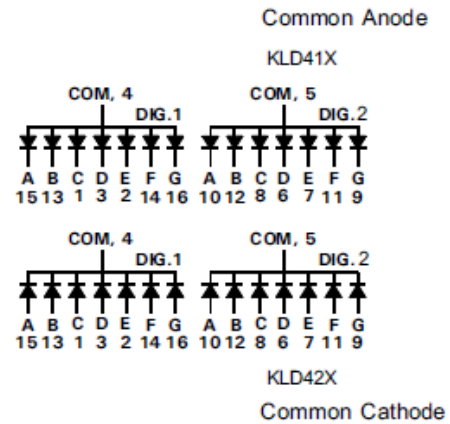 Common Anode
KLD41X
COM, 4 COM, 5
DIG.1 DIG.2
A B C D E F G A B C D E F G
15 13 1 3 2 14 16 10 12 8 6 7 11 9
COM, 4 COM, 5
DIG.1 DIG. 2
A B C D E F G A B C D E F G
15 13 1 3 2 14 16 10 12 8 6 7 11 9
KLD42X
Common Cathode